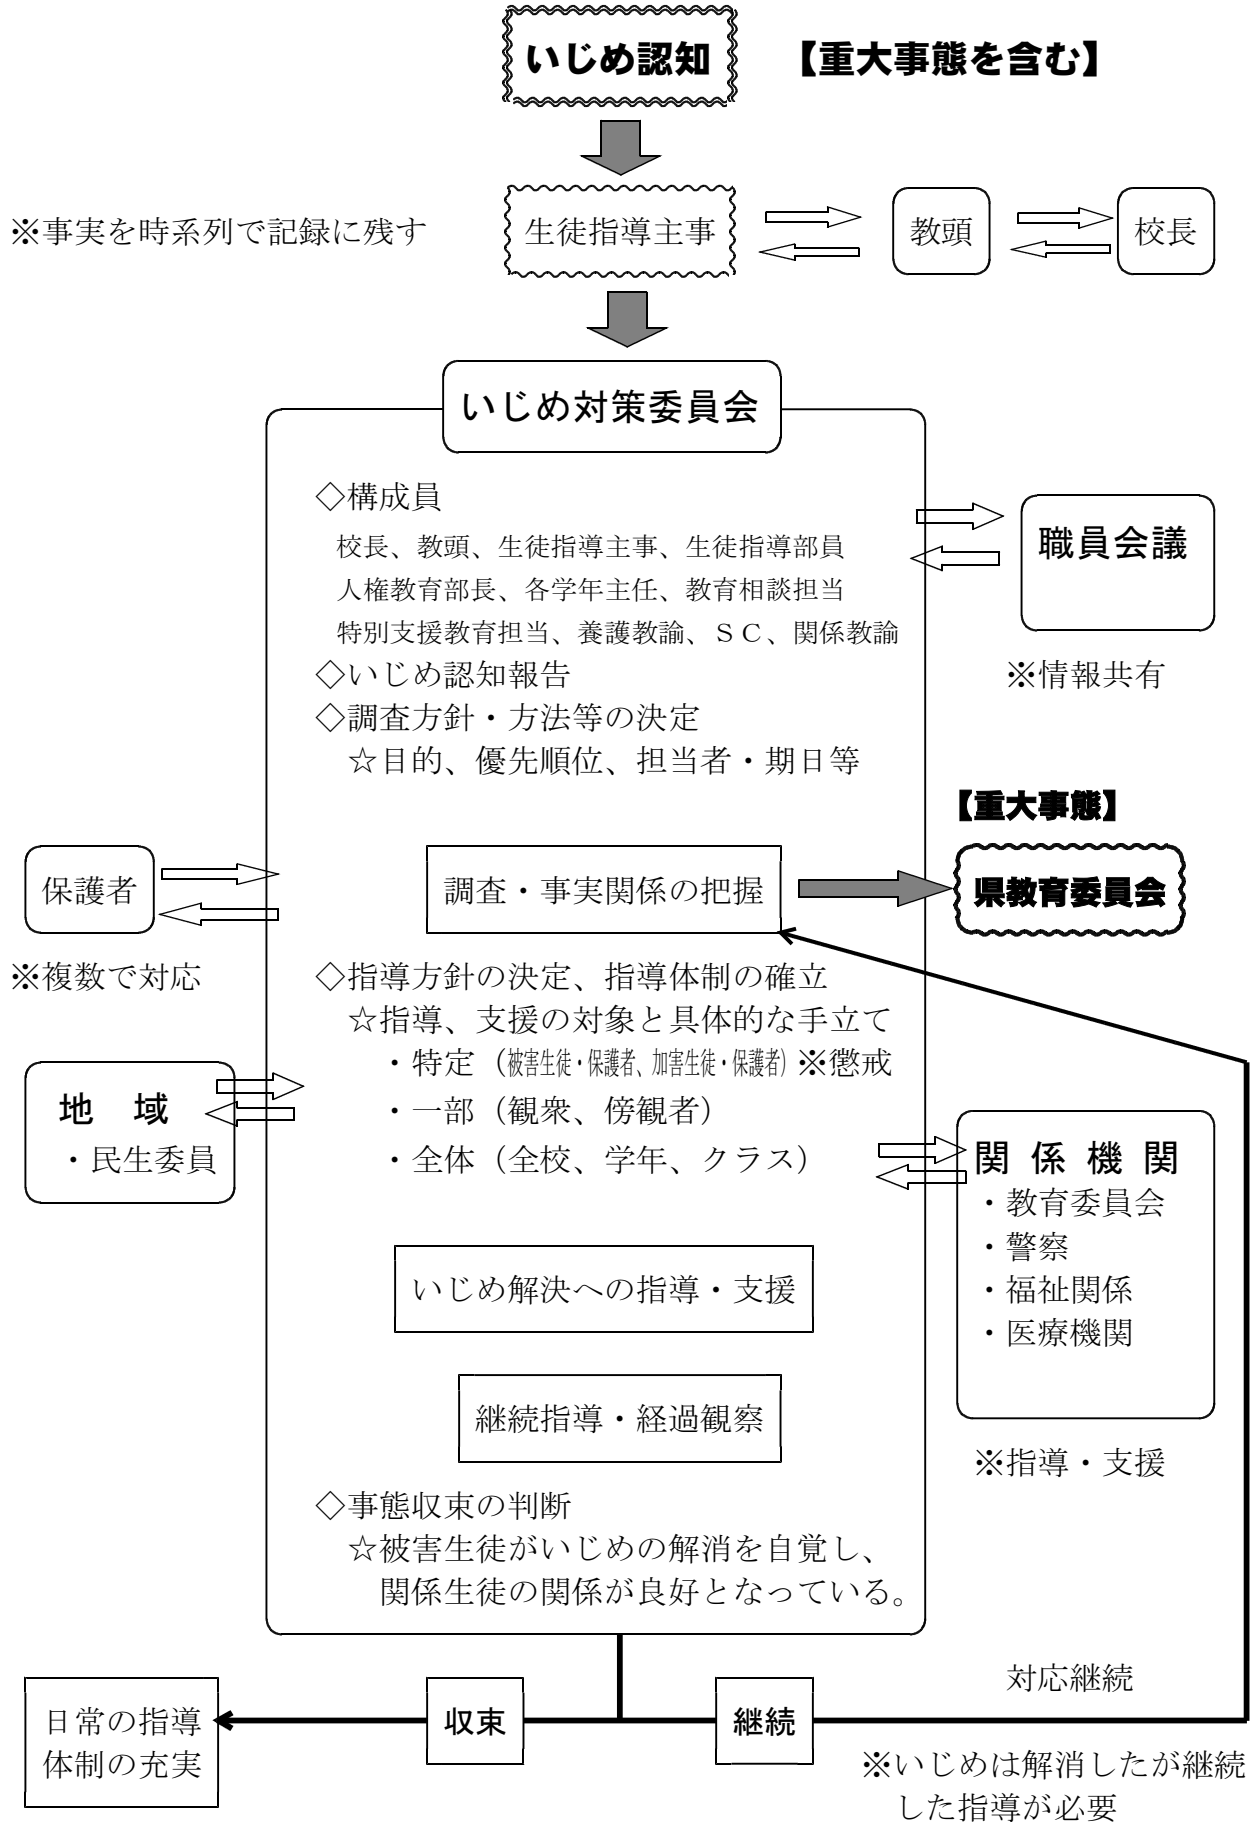 いじめ認知 【重大事態を含む】
※事実を時系列で記録に残す
生徒指導主事
教頭
校長
いじめ対策委員会
◇構成員
校長、教頭、生徒指導主事、生徒指導部員
人権教育部長、各学年主任、教育相談担当
特別支援教育担当、養護教諭、ＳＣ、関係教諭
◇いじめ認知報告
◇調査方針・方法等の決定
☆目的、優先順位、担当者・期日等
職員会議
※情報共有
【重大事態】
保護者
※複数で対応
調査・事実関係の把握
県教育委員会
◇指導方針の決定、指導体制の確立
☆指導、支援の対象と具体的な手立て
・特定（被害生徒・保護者、加害生徒・保護者）※懲戒
・一部（観衆、傍観者）
・全体（全校、学年、クラス）
地　域
・民生委員
関係機関
・教育委員会
・警察
・福祉関係
・医療機関
※指導・支援
いじめ解決への指導・支援
継続指導・経過観察
◇事態収束の判断
☆被害生徒がいじめの解消を自覚し、
関係生徒の関係が良好となっている。
日常の指導
体制の充実
収束
継続
対応継続
※いじめは解消したが継続
した指導が必要